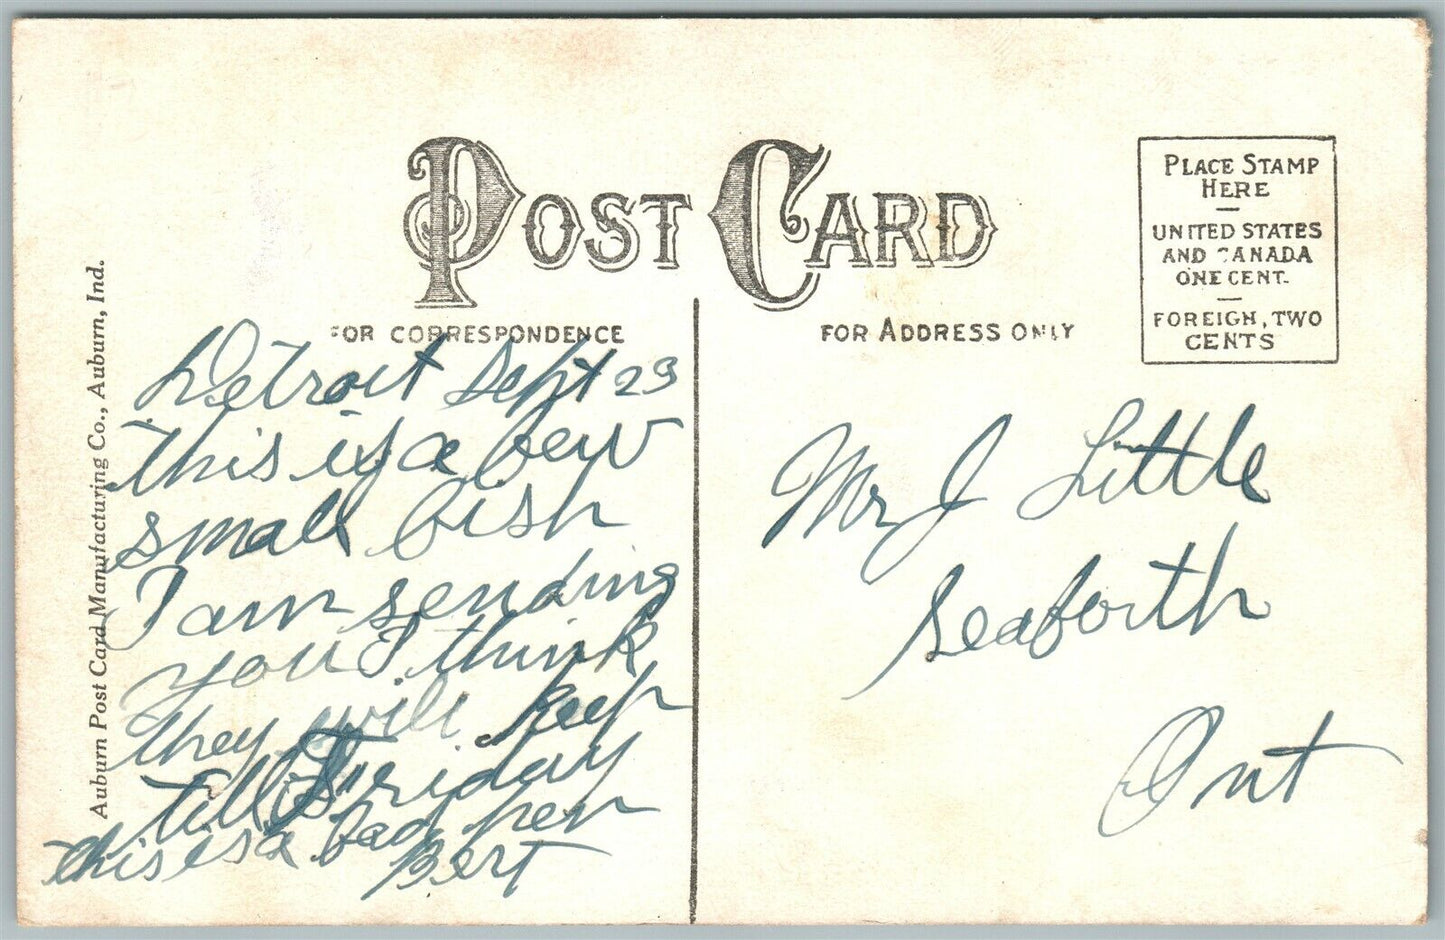 POST CARD
FOR CORRESPONDENCE
FOR ADDRESS ONLY
PLACE STAMP
HERE
UNITED STATES
AND CANADA
ONE CENT.
FOREIGN, TWO
CENTS
Auburn Post Card Manufacturing Co., Auburn, Ind.
Detroit Sept 23
this is a few
small fish
I am sending
you I think
they will keep
till Friday
this is a bad pen
Bert
Mr J Little
Seaforth
Ont